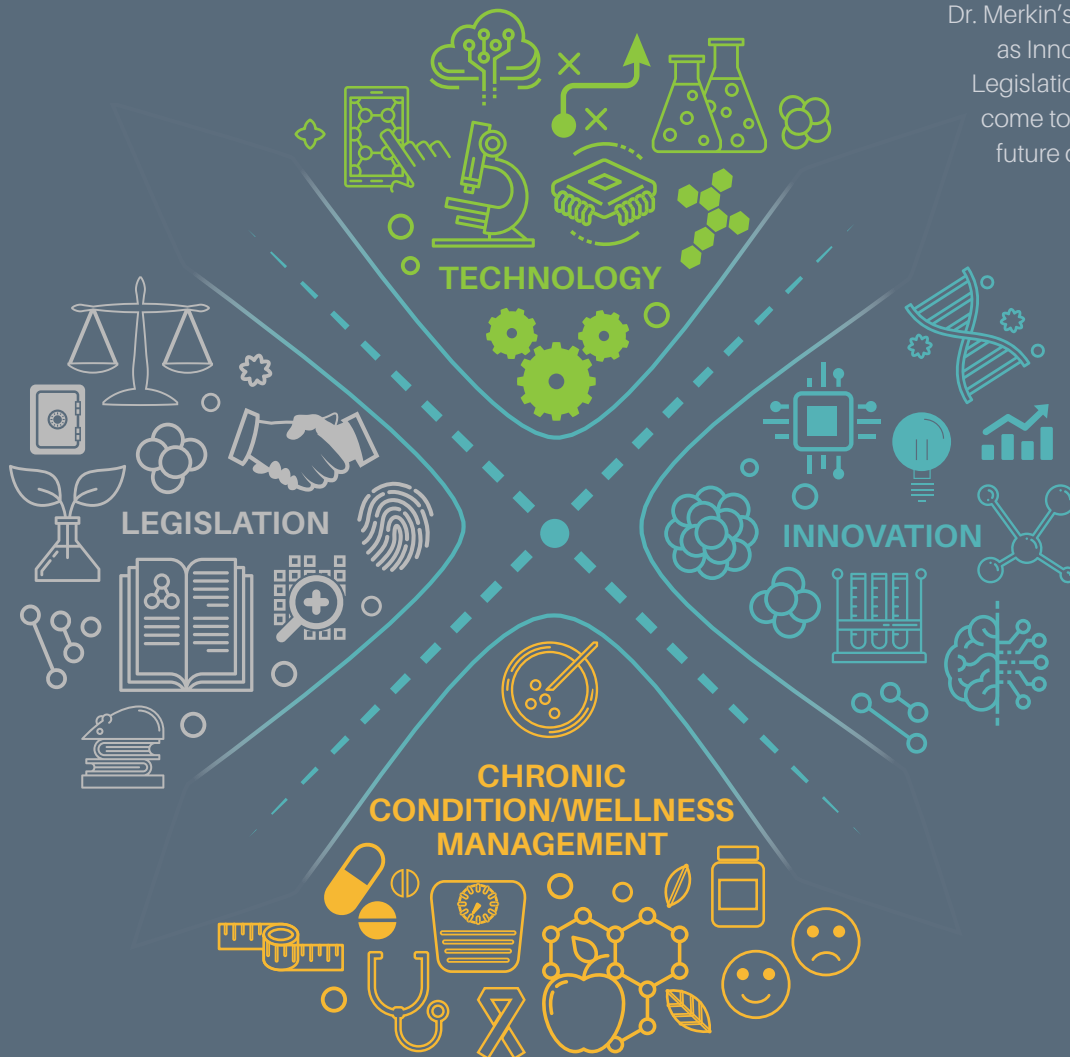 Dr. Merkin's
as Inno
Legislatio
come to
future o
TECHNOLOGY
LEGISLATION
INNOVATION
CHRONIC
CONDITION/WELLNESS
MANAGEMENT